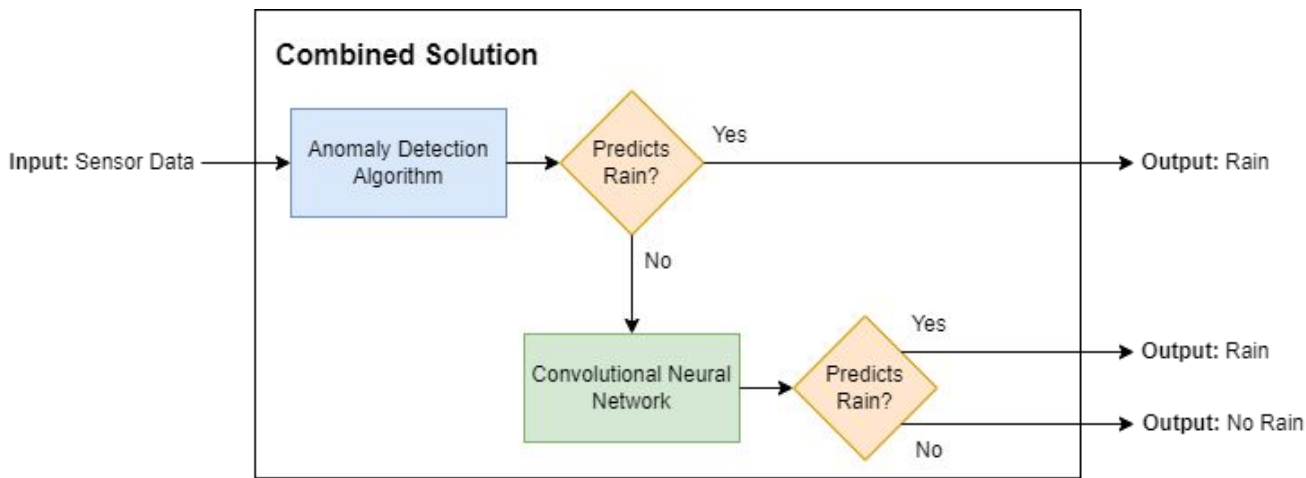 Combined Solution
Input: Sensor Data
Anomaly Detection
Algorithm
Predicts
Rain?
Yes
Output: Rain
No
Convolutional Neural
Network
Predicts
Rain?
Yes
Output: Rain
No
Output: No Rain